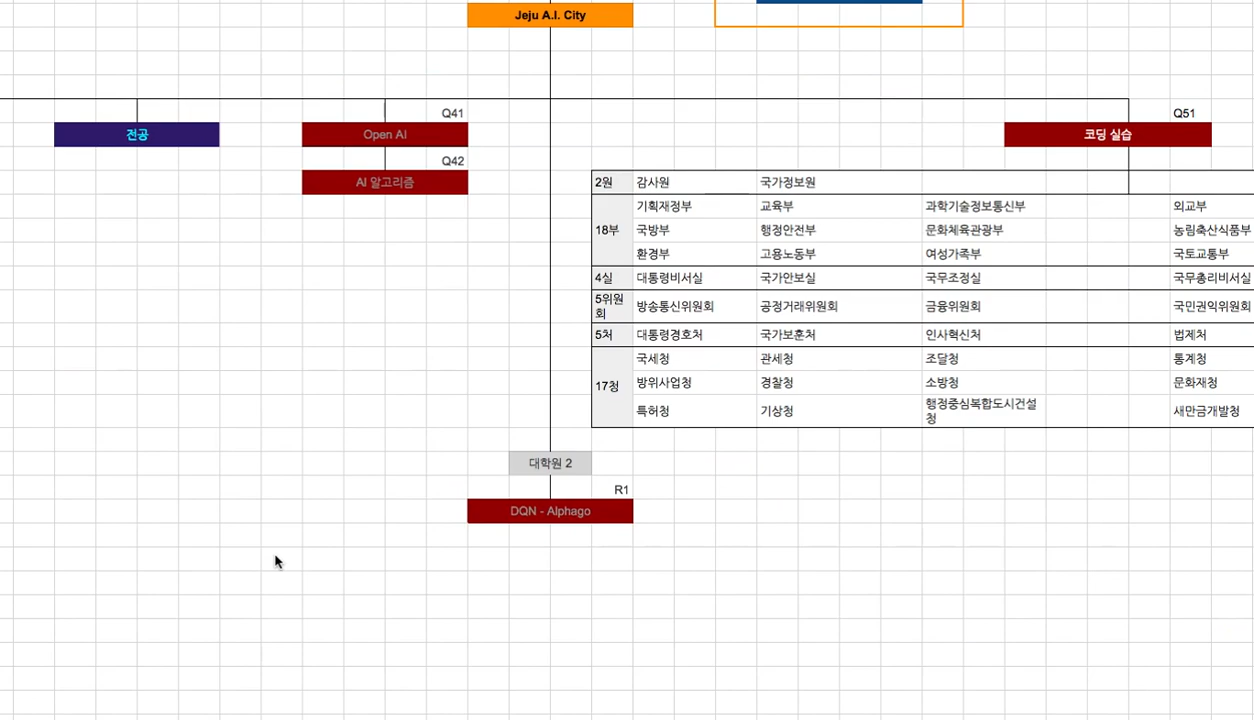 Jeju A.I. City
Q41
Q51
전공
Open AI
코딩 실습
Q42
AI 알고리즘
2원 감사원 국가정보원
18부
기획재정부 교육부 과학기술정보통신부 외교부
국방부 행정안전부 문화체육관광부 농림축산식품부
환경부 고용노동부 여성가족부 국토교통부
4실 대통령비서실 국가안보실 국무조정실 국무총리비서실
5위원
회
방송통신위원회 공정거래위원회 금융위원회 국민권익위원회
5처 대통령경호처 국가보훈처 인사혁신처 법제처
17청
국세청 관세청 조달청 통계청
방위사업청 경찰청 소방청 문화재청
특허청 기상청 행정중심복합도시건설
청
새만금개발청
대학원 2
R1
DQN - Alphago